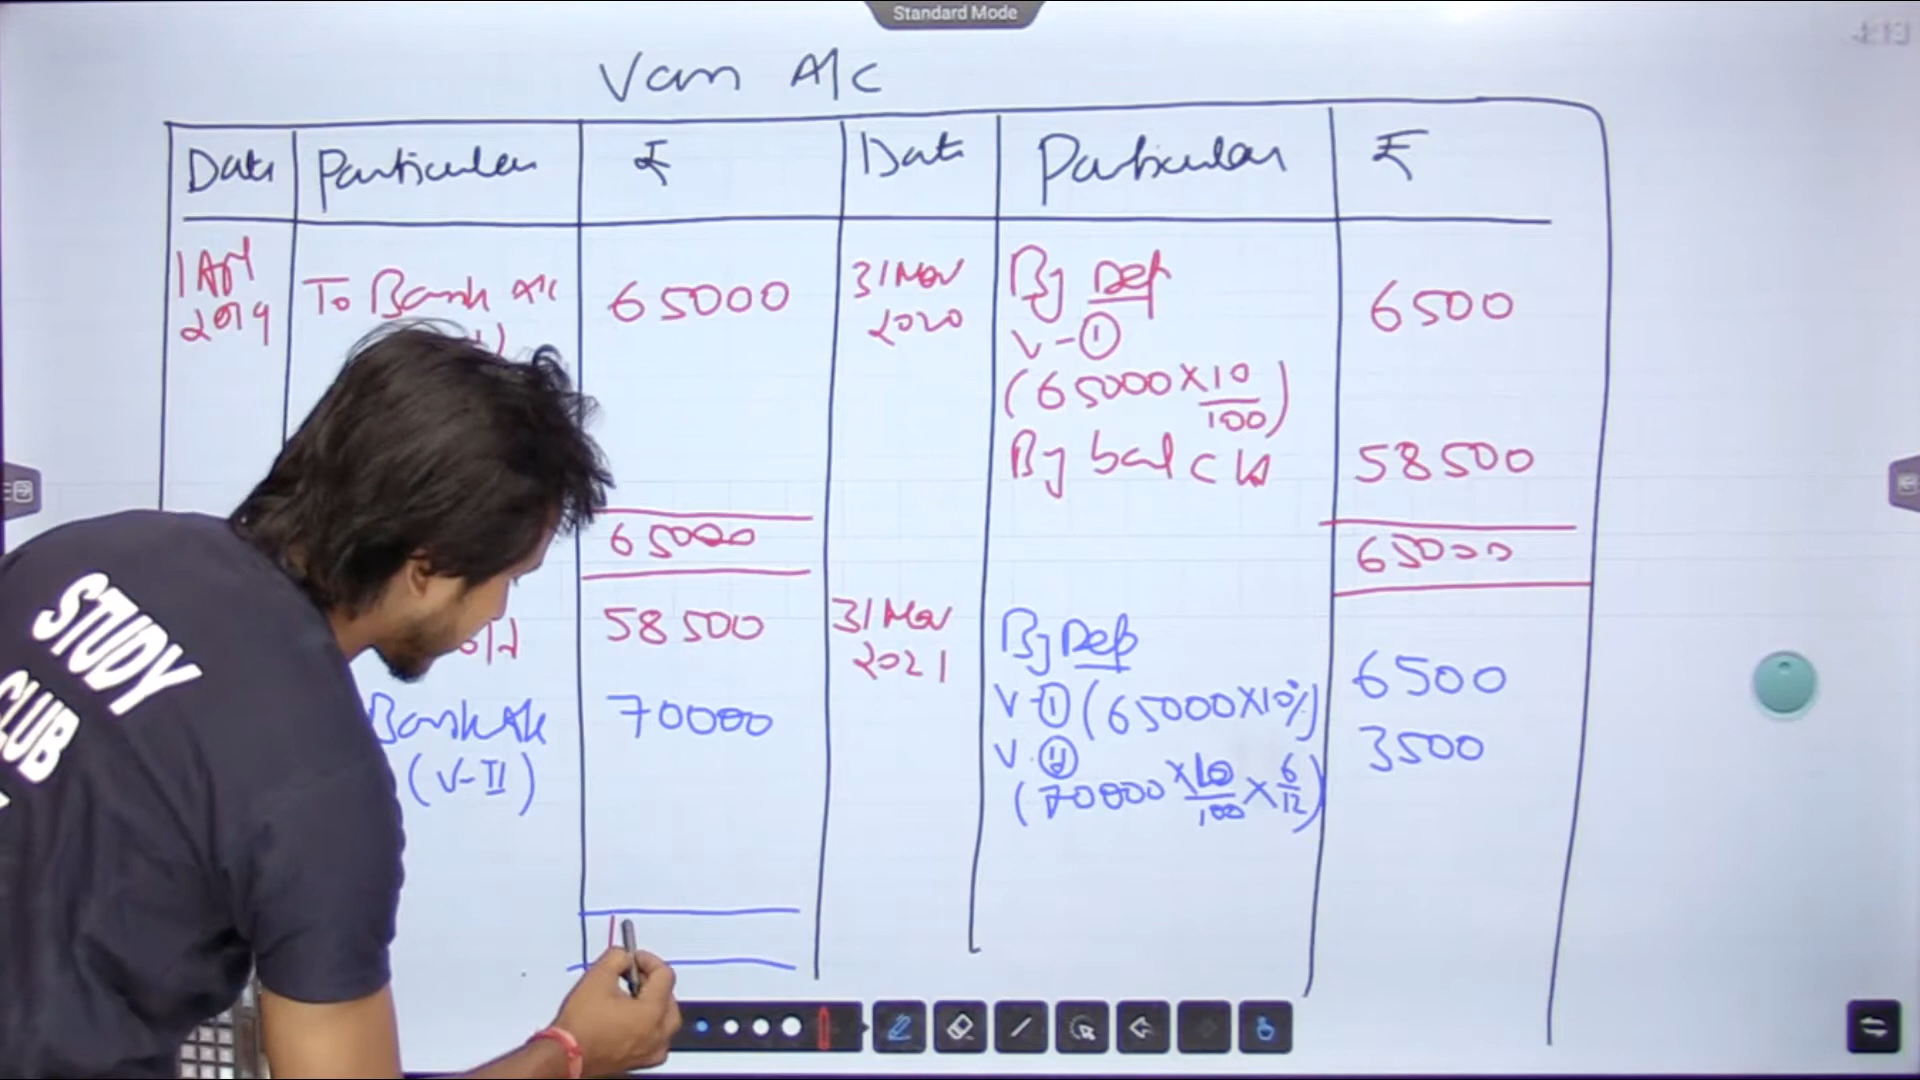 Standard Mode
4:13
Van A/c
Date Particular ₹ Date Particular ₹
1 Apr 2019 To Bank A/c 65000 31 Mar 2020 By Dep 6500
V-①
(65000 × 10/100)
By bal c/d 58500
65000 65000
58500 31 Mar 2021 By Dep
V-① (65000×10%) 6500
Bank A/c 70000 V.② 3500
(V-II) (70000 × 10/100 × 6/12)
STUDY
CLUB